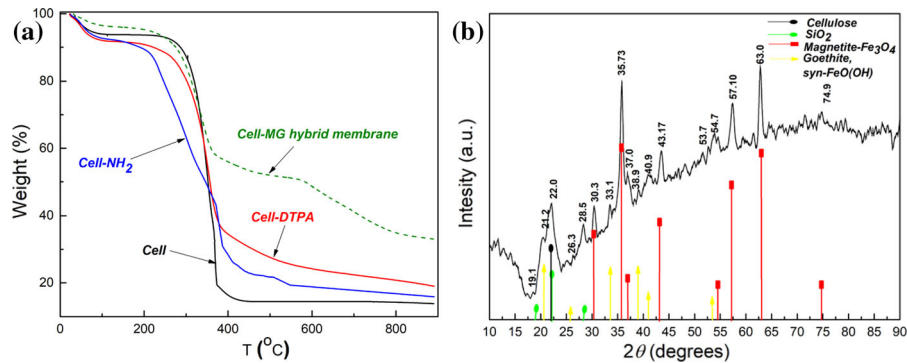 (a)
100
80
60
40
20
Weight (%)
Cell-MG hybrid membrane
Cell-NH2
Cell-DTPA
Cell
0 200 400 600 800
T (°C)
(b)
Cellulose
SiO2
Magnetite-Fe3O4
Goethite,
syn-FeO(OH)
Intesity (a.u.)
19.1
21.2
22.0
26.3
28.5
30.3
33.1
35.73
37.0
38.9
40.9
43.17
53.7
54.7
57.10
63.0
74.9
10 15 20 25 30 35 40 45 50 55 60 65 70 75 80 85 90
2θ (degrees)